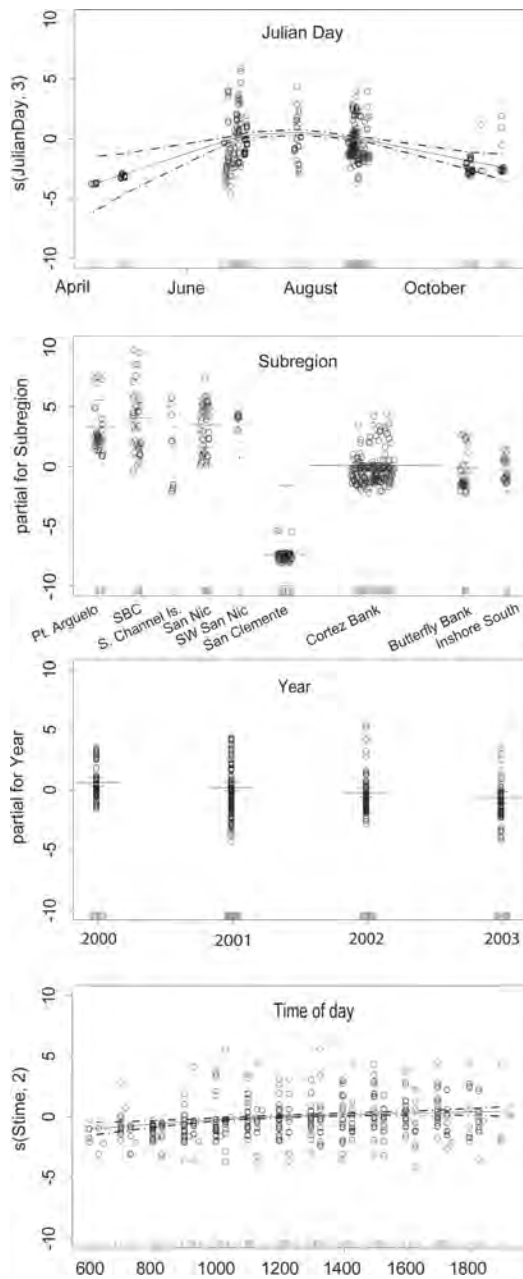 Julian Day
s(JulianDay, 3)
10
5
0
-5
-10
April
June
August
October
Subregion
partial for Subregion
10
5
0
-5
-10
Pt. Arguelo
SBC
S. Channel Is.
San Nic
SW San Nic
San Clemente
Cortez Bank
Butterfly Bank
Inshore South
Year
partial for Year
10
5
0
-5
-10
2000
2001
2002
2003
Time of day
s(Stime, 2)
10
5
0
-5
-10
600
800
1000
1200
1400
1600
1800